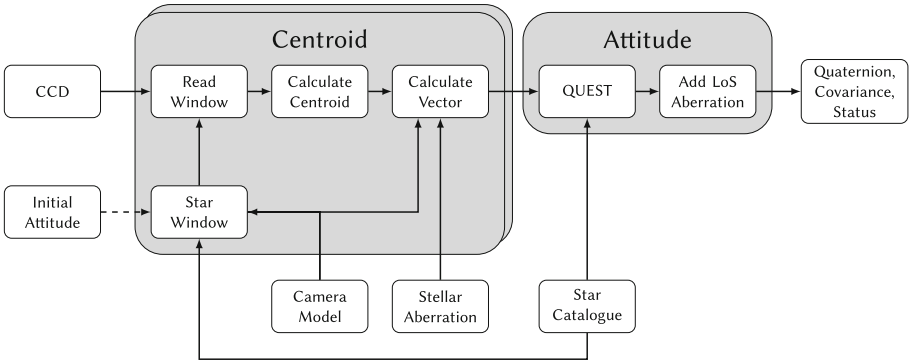 Centroid
Attitude
CCD
Read
Window
Calculate
Centroid
Calculate
Vector
QUEST
Add LoS
Aberration
Quaternion,
Covariance,
Status
Initial
Attitude
Star
Window
Camera
Model
Stellar
Aberration
Star
Catalogue